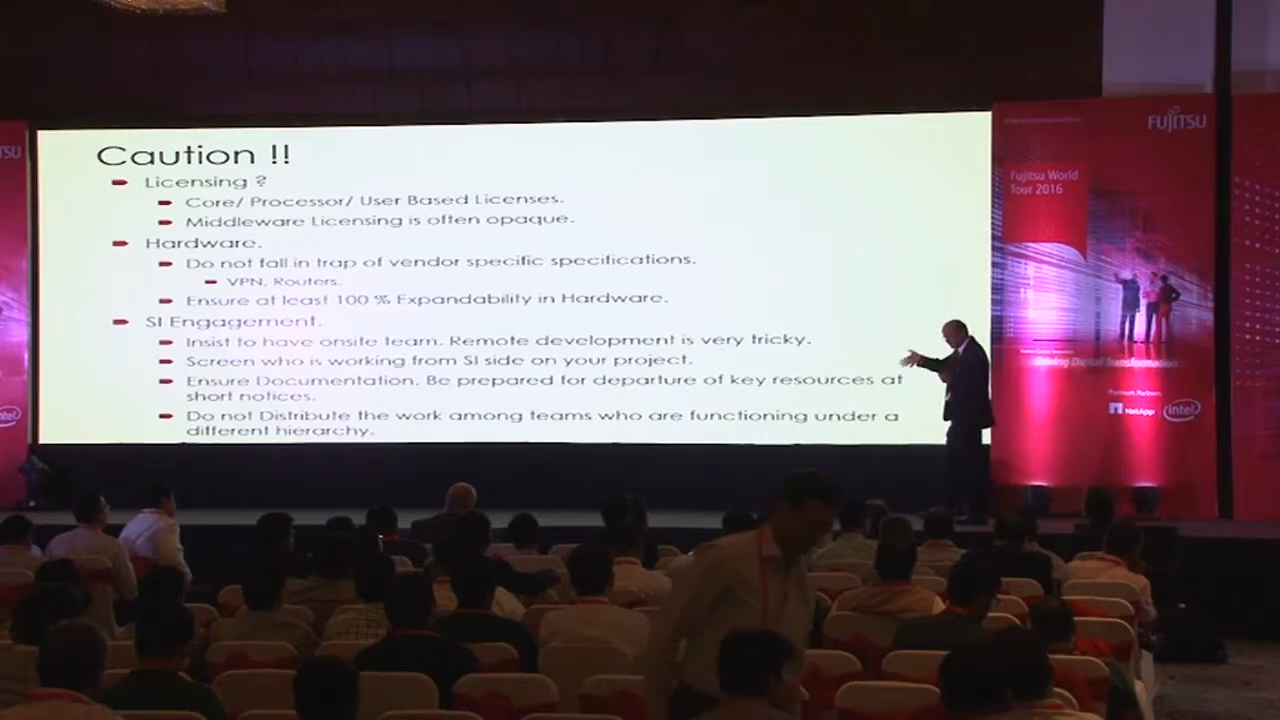 Caution !!
Licensing ?
Core/ Processor/ User Based Licenses.
Middleware Licensing is often opaque.
Hardware.
Do not fall in trap of vendor specific specifications.
VPN, Routers.
Ensure at least 100 % Expandability in Hardware.
SI Engagement.
Insist to have onsite team. Remote development is very tricky.
Screen who is working from SI side on your project.
Ensure Documentation. Be prepared for departure of key resources at
short notices.
Do not Distribute the work among teams who are functioning under a
different hierarchy.
TSU
intel
FUJITSU
Fujitsu World
Tour 2016
Driving Digital Transformation
Premium Partners
NetApp
intel